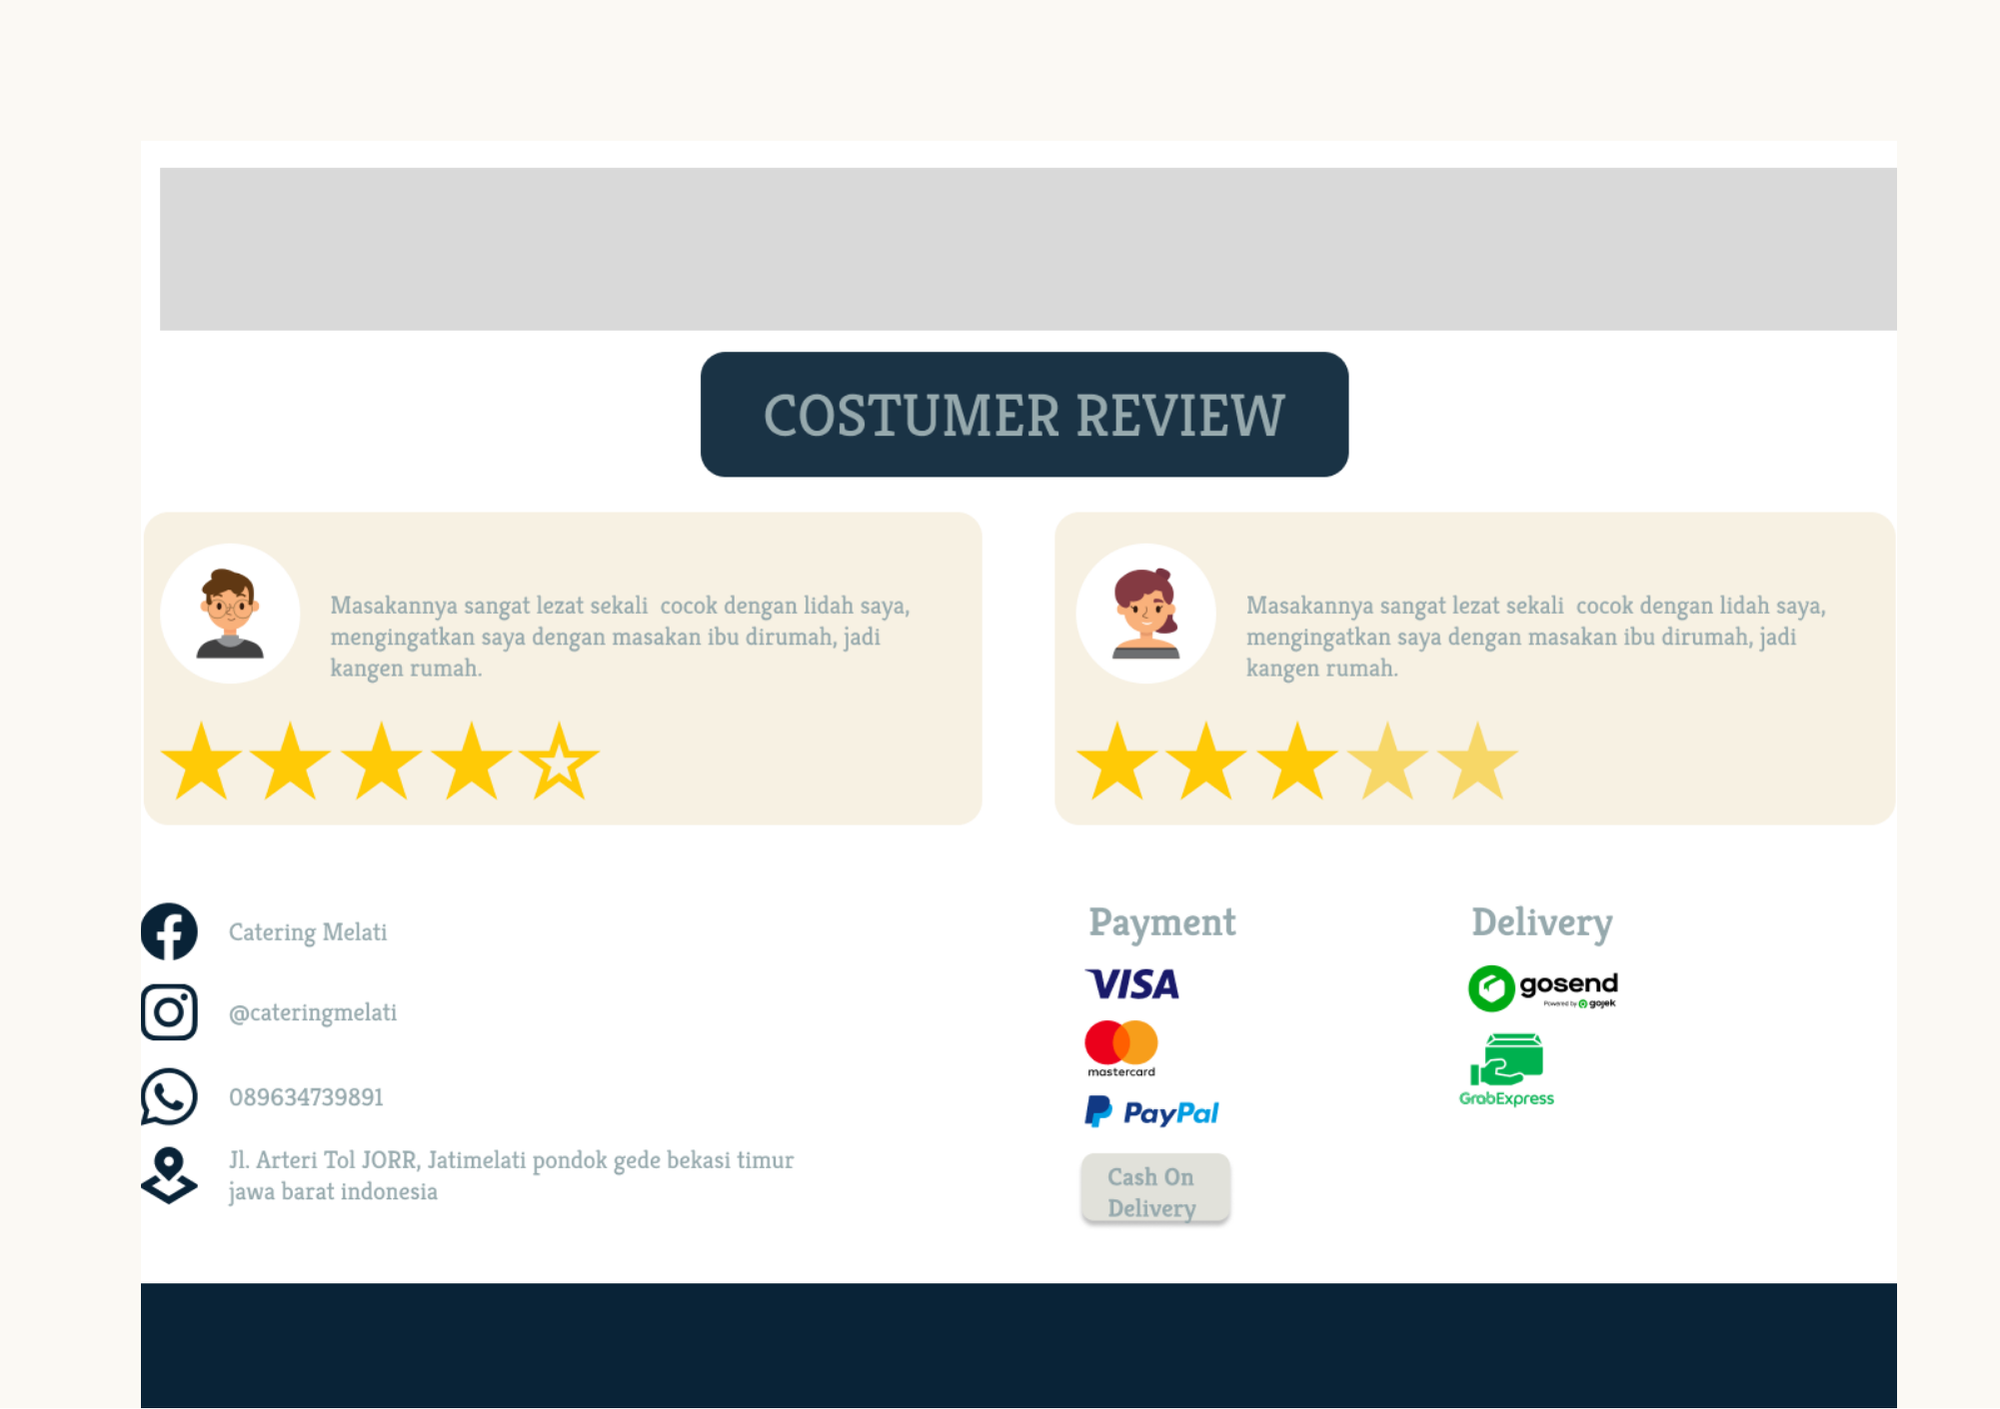 COSTUMER REVIEW
Masakannya sangat lezat sekali  cocok dengan lidah saya,
mengingatkan saya dengan masakan ibu dirumah, jadi
kangen rumah.
Masakannya sangat lezat sekali  cocok dengan lidah saya,
mengingatkan saya dengan masakan ibu dirumah, jadi
kangen rumah.
Catering Melati
@cateringmelati
089634739891
Jl. Arteri Tol JORR, Jatimelati pondok gede bekasi timur
jawa barat indonesia
Payment
VISA
mastercard
PayPal
Cash On
Delivery
Delivery
gosend
Powered by gojek
GrabExpress